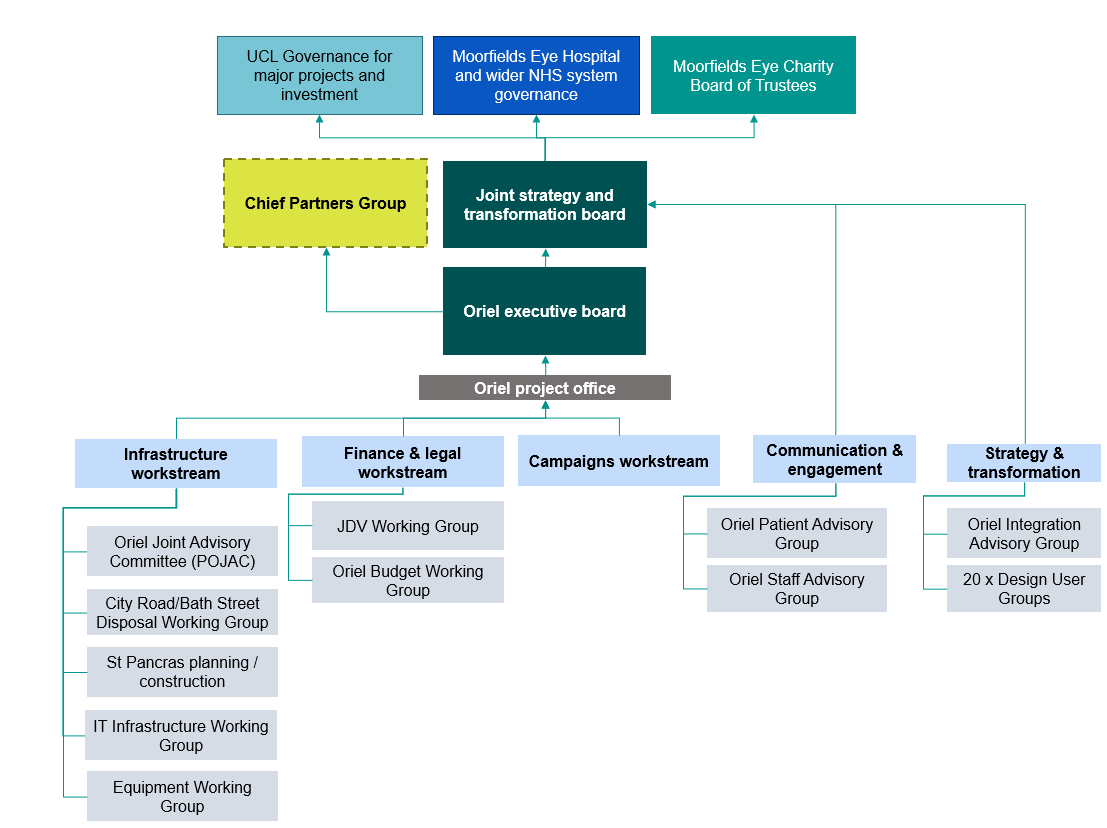 UCL Governance for
major projects and
investment
Moorfields Eye Hospital
and wider NHS system
governance
Moorfields Eye Charity
Board of Trustees
Chief Partners Group
Joint strategy and
transformation board
Oriel executive board
Oriel project office
Infrastructure
workstream
Finance & legal
workstream
Campaigns workstream
Communication &
engagement
Strategy &
transformation
Oriel Joint Advisory
Committee (POJAC)
City Road/Bath Street
Disposal Working Group
St Pancras planning /
construction
IT Infrastructure Working
Group
Equipment Working
Group
JDV Working Group
Oriel Budget Working
Group
Oriel Patient Advisory
Group
Oriel Staff Advisory
Group
Oriel Integration
Advisory Group
20 x Design User
Groups